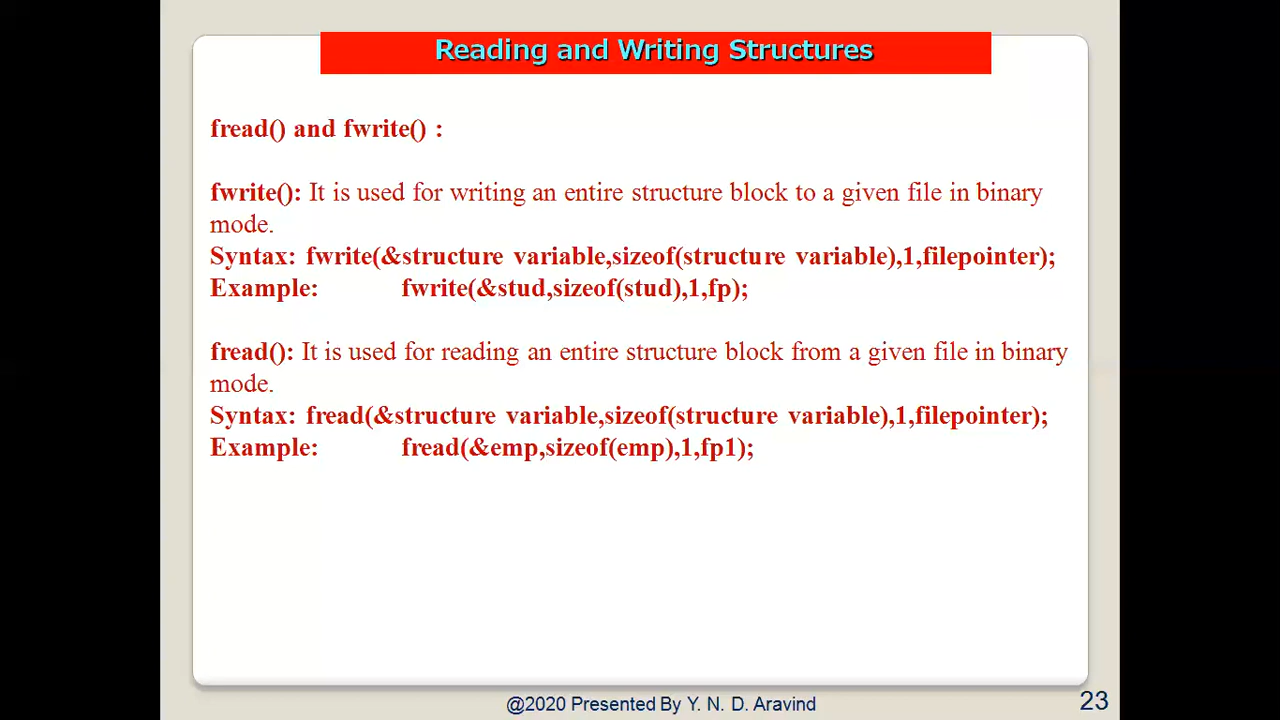 Reading and Writing Structures
fread() and fwrite() :
fwrite(): It is used for writing an entire structure block to a given file in binary
mode.
Syntax: fwrite(&structure variable,sizeof(structure variable),1,filepointer);
Example: fwrite(&stud,sizeof(stud),1,fp);
fread(): It is used for reading an entire structure block from a given file in binary
mode.
Syntax: fread(&structure variable,sizeof(structure variable),1,filepointer);
Example: fread(&emp,sizeof(emp),1,fp1);
@2020 Presented By Y. N. D. Aravind
23